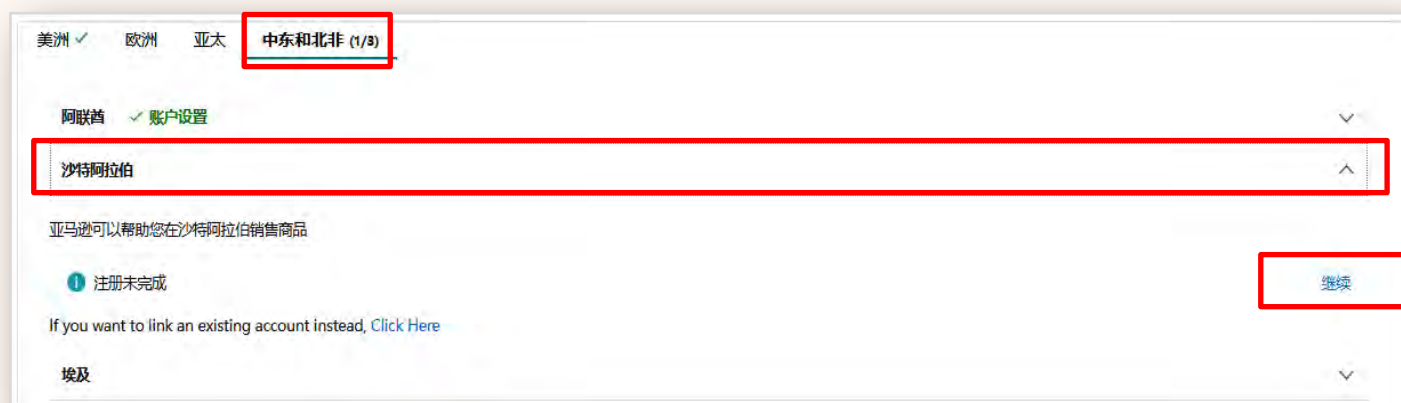 美洲 ✓ 欧洲 亚太 中东和北非 (1/3)
阿联酋 ✓ 账户设置
沙特阿拉伯
亚马逊可以帮助您在沙特阿拉伯销售商品
注册未完成 继续
If you want to link an existing account instead, Click Here
埃及